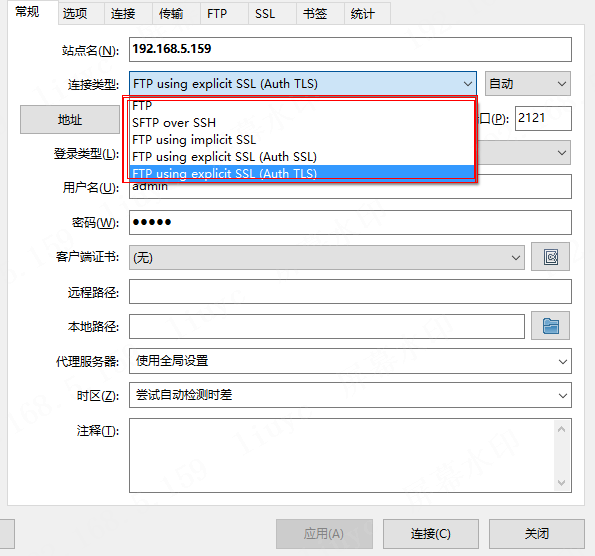 常规 选项 连接 传输 FTP SSL 书签 统计
站点名(N): 192.168.5.159
连接类型: FTP using explicit SSL (Auth TLS) 自动
FTP
地址 口(P): 2121
SFTP over SSH
FTP using implicit SSL
登录类型(L): FTP using explicit SSL (Auth SSL)
FTP using explicit SSL (Auth TLS)
用户名(U): admin
密码(W): ●●●●●
客户端证书: (无)
远程路径:
本地路径:
代理服务器: 使用全局设置
时区(Z): 尝试自动检测时差
注释(T):
应用(A) 连接(C) 关闭